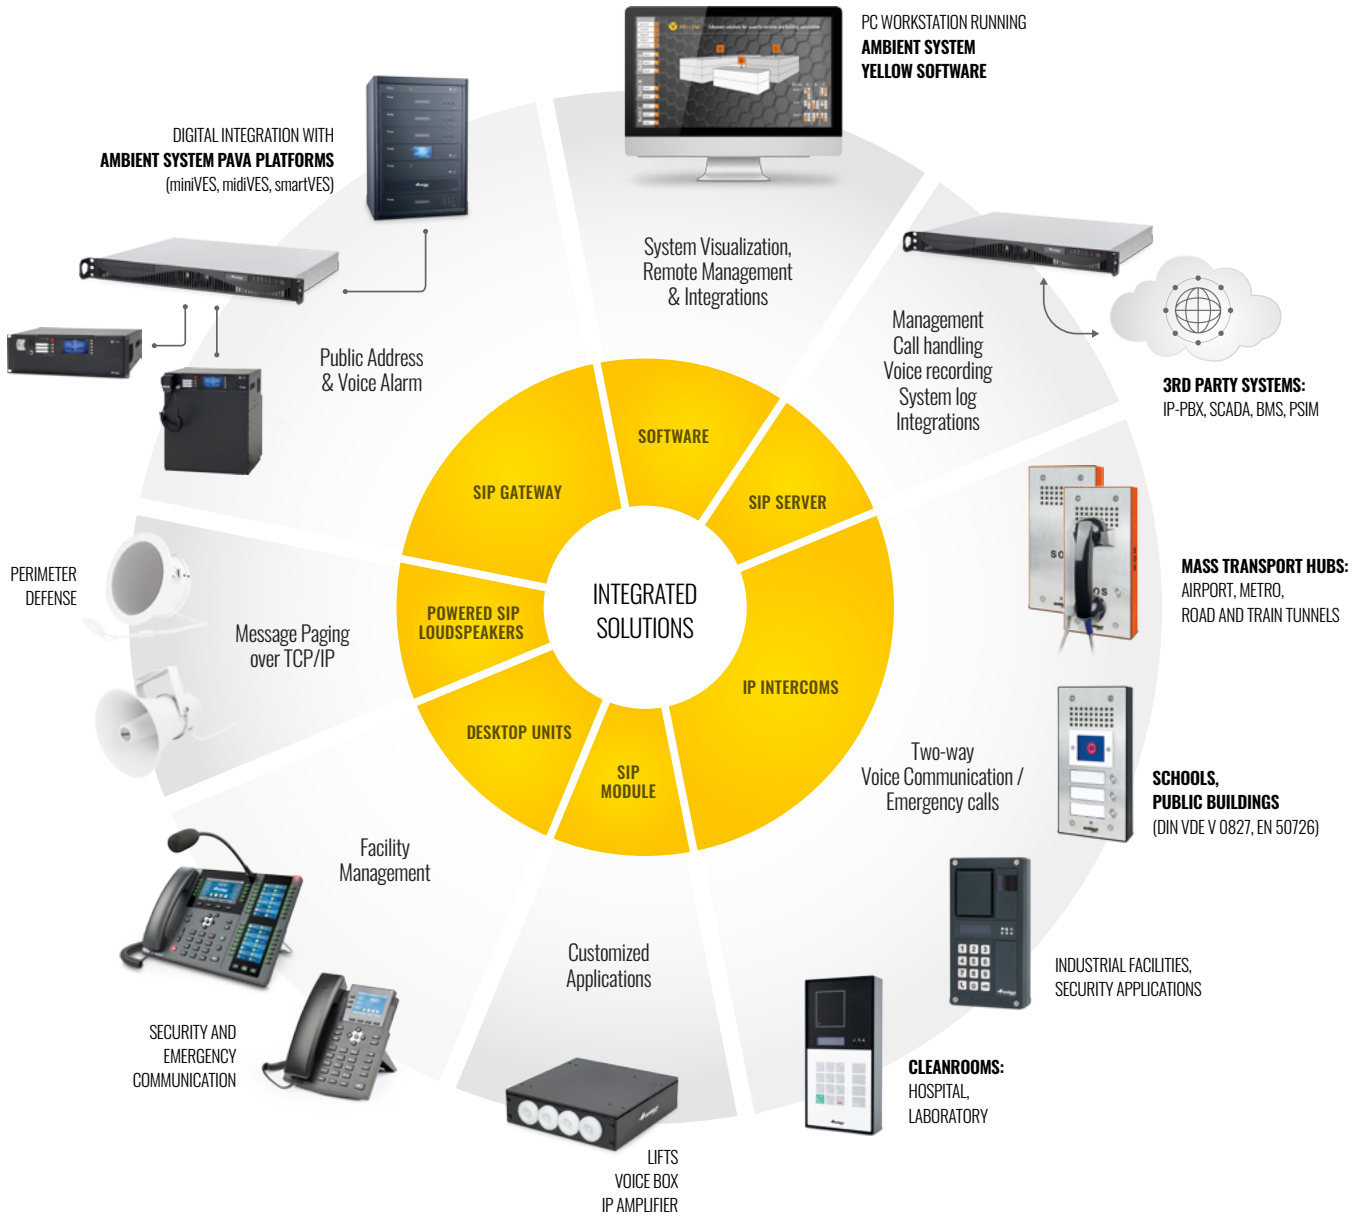 PC WORKSTATION RUNNING
AMBIENT SYSTEM
YELLOW SOFTWARE
DIGITAL INTEGRATION WITH
AMBIENT SYSTEM PAVA PLATFORMS
(miniVES, midiVES, smartVES)
System Visualization,
Remote Management
& Integrations
Management
Call handling
Voice recording
System log
Integrations
3RD PARTY SYSTEMS:
IP-PBX, SCADA, BMS, PSIM
Public Address
& Voice Alarm
SOFTWARE
SIP GATEWAY
SIP SERVER
PERIMETER
DEFENSE
MASS TRANSPORT HUBS:
AIRPORT, METRO,
ROAD AND TRAIN TUNNELS
INTEGRATED
SOLUTIONS
POWERED SIP
LOUDSPEAKERS
Message Paging
over TCP/IP
IP INTERCOMS
DESKTOP UNITS
SIP
MODULE
Two-way
Voice Communication /
Emergency calls
SCHOOLS,
PUBLIC BUILDINGS
(DIN VDE V 0827, EN 50726)
Facility
Management
Customized
Applications
INDUSTRIAL FACILITIES,
SECURITY APPLICATIONS
SECURITY AND
EMERGENCY
COMMUNICATION
CLEANROOMS:
HOSPITAL,
LABORATORY
LIFTS
VOICE BOX
IP AMPLIFIER